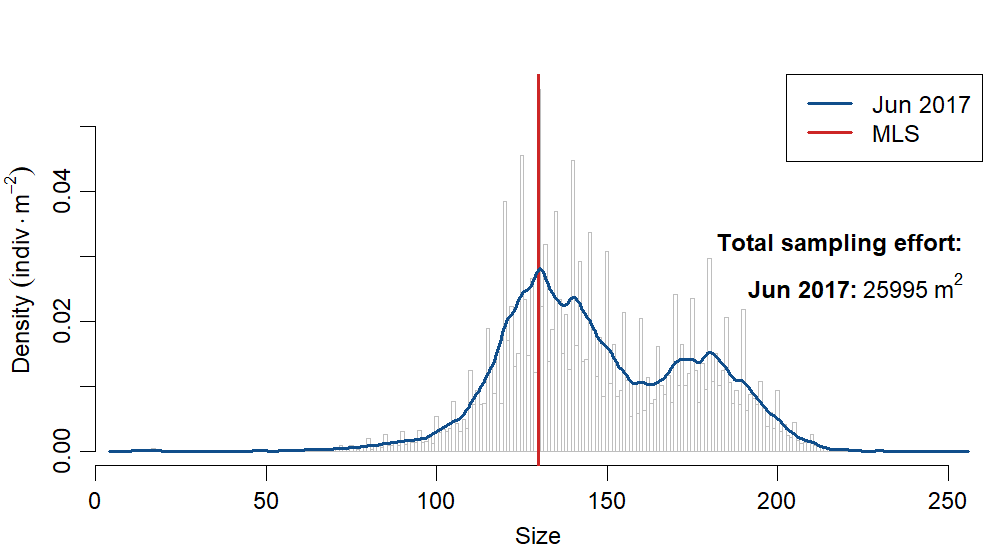 Jun 2017
MLS
Total sampling effort:
Jun 2017: 25995 m²
Density (indiv · m⁻²)
0.04
0.02
0.00
0 50 100 150 200 250
Size